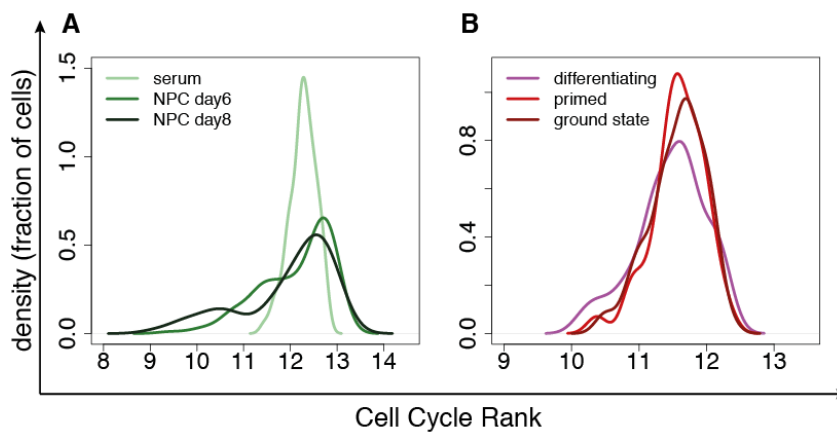 A
B
density (fraction of cells)
1.5
1.0
0.5
0.0
serum
NPC day6
NPC day8
8 9 10 11 12 13 14
0.8
0.4
0.0
differentiating
primed
ground state
9 10 11 12 13
Cell Cycle Rank